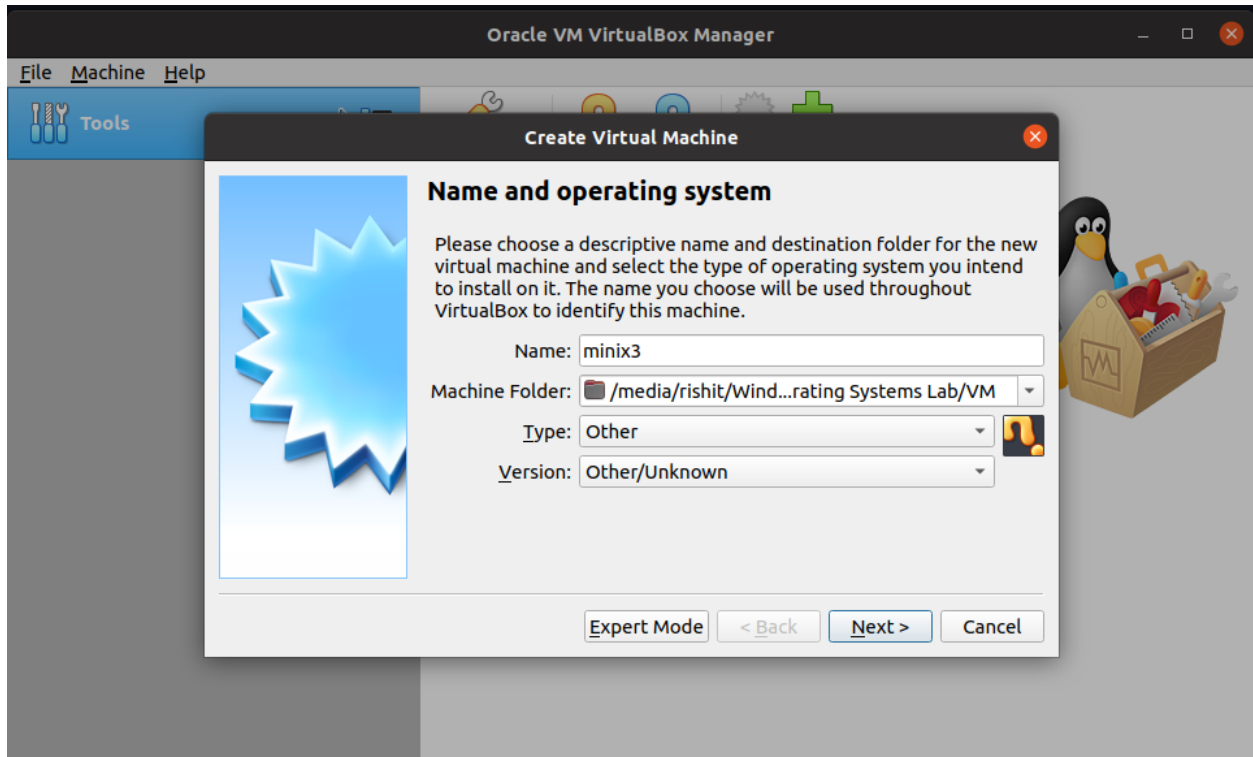 Oracle VM VirtualBox Manager
File Machine Help
Tools
Create Virtual Machine
Name and operating system
Please choose a descriptive name and destination folder for the new
virtual machine and select the type of operating system you intend
to install on it. The name you choose will be used throughout
VirtualBox to identify this machine.
Name: minix3
Machine Folder: /media/rishit/Wind...rating Systems Lab/VM
Type: Other
Version: Other/Unknown
Expert Mode < Back Next > Cancel